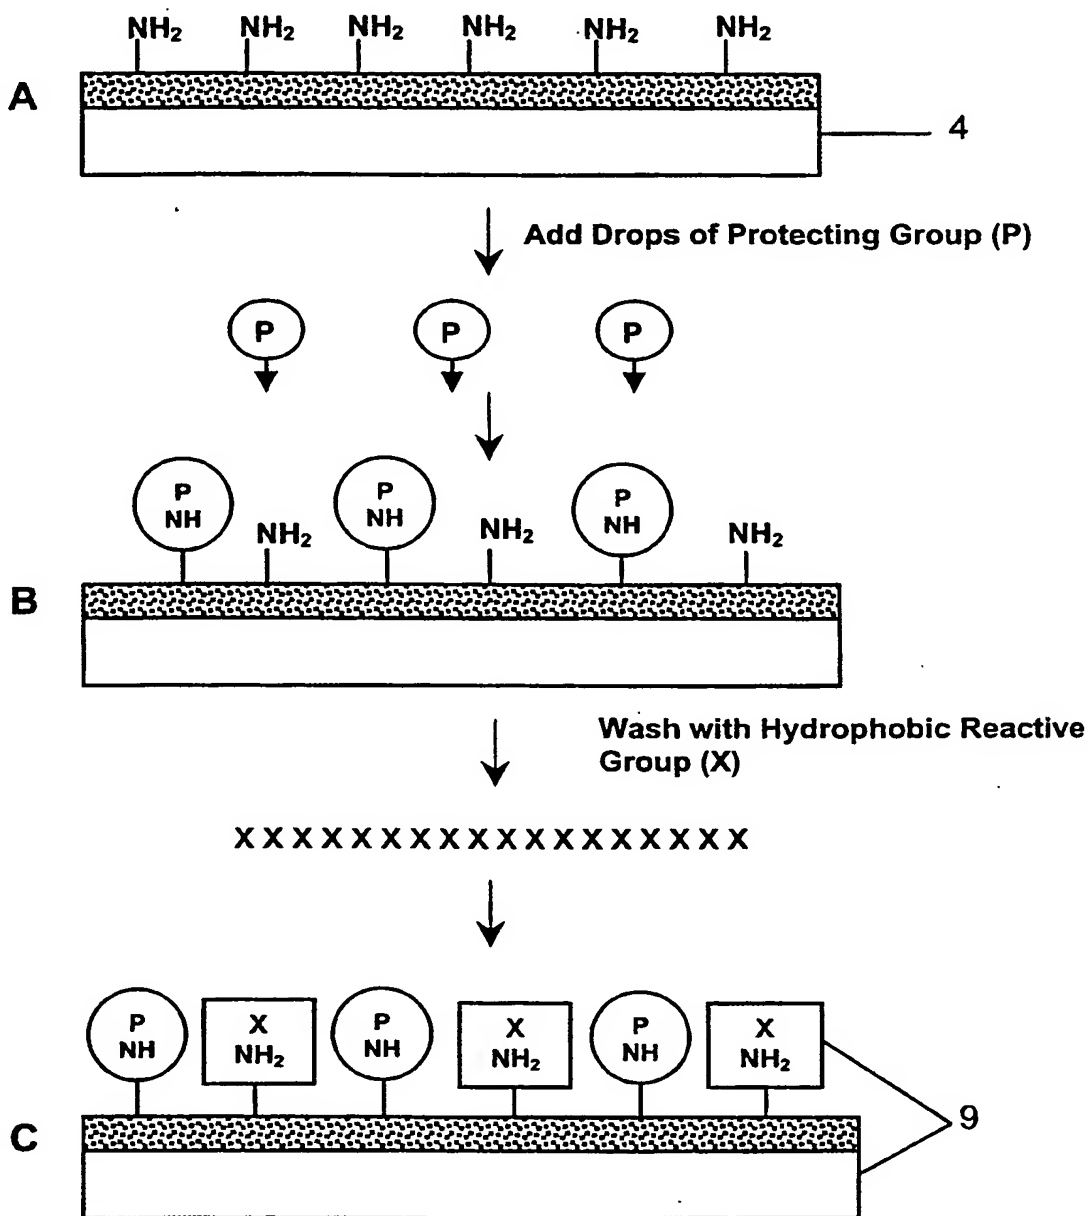 NH₂ NH₂ NH₂ NH₂ NH₂ NH₂
A
4
Add Drops of Protecting Group (P)
P P P
P P P
NH NH₂ NH NH₂ NH NH₂
B
Wash with Hydrophobic Reactive
Group (X)
X X X X X X X X X X X X X X X X X X
P X P X P X
NH NH₂ NH NH₂ NH NH₂
C
9